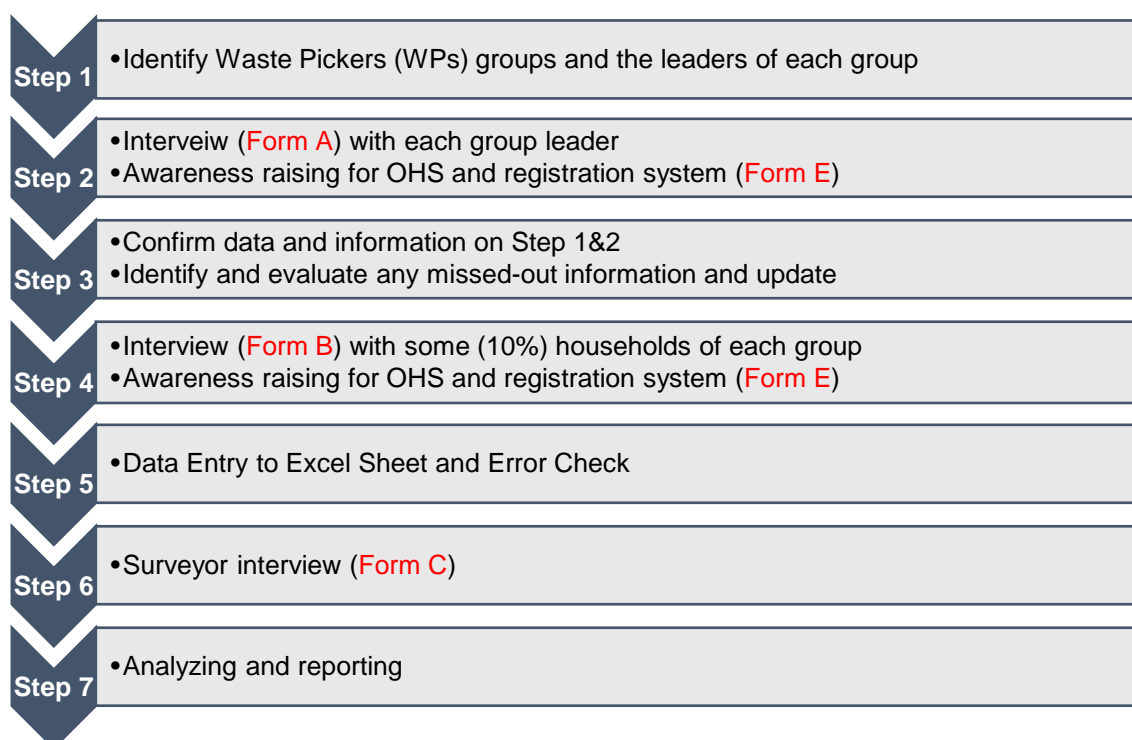 Step 1
•Identify Waste Pickers (WPs) groups and the leaders of each group
Step 2
•Interveiw (Form A) with each group leader
•Awareness raising for OHS and registration system (Form E)
Step 3
•Confirm data and information on Step 1&2
•Identify and evaluate any missed-out information and update
Step 4
•Interview (Form B) with some (10%) households of each group
•Awareness raising for OHS and registration system (Form E)
Step 5
•Data Entry to Excel Sheet and Error Check
Step 6
•Surveyor interview (Form C)
Step 7
•Analyzing and reporting